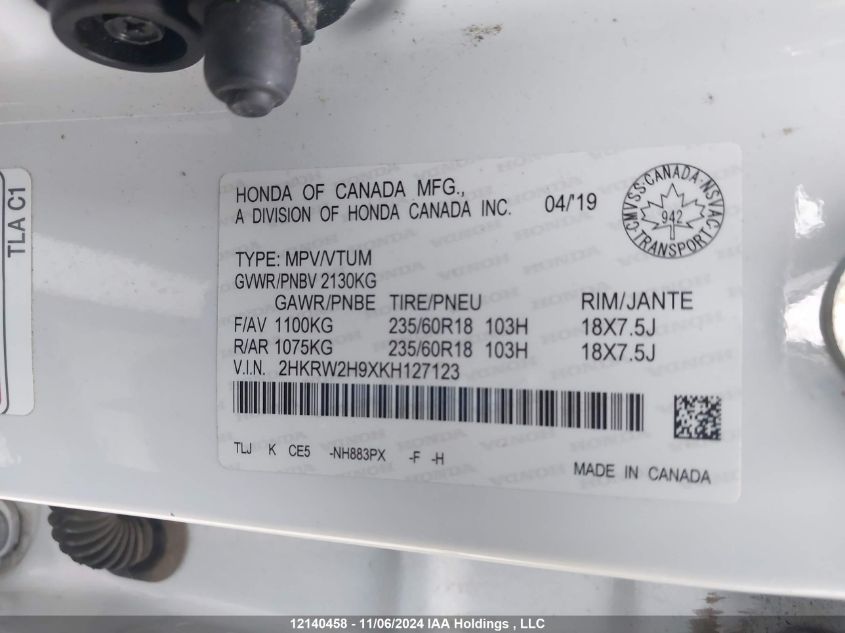 TLA C1
HONDA OF CANADA MFG.,
A DIVISION OF HONDA CANADA INC. 04/'19
CMVSS·CANADA·NSVAC
942
TRANSPORT
TYPE: MPV/VTUM
GVWR/PNBV 2130KG
GAWR/PNBE TIRE/PNEU RIM/JANTE
F/AV 1100KG 235/60R18 103H 18X7.5J
R/AR 1075KG 235/60R18 103H 18X7.5J
V.I.N. 2HKRW2H9XKH127123
TLJ K CE5 -NH883PX -F -H
MADE IN CANADA
12140458 - 11/06/2024 IAA Holdings , LLC